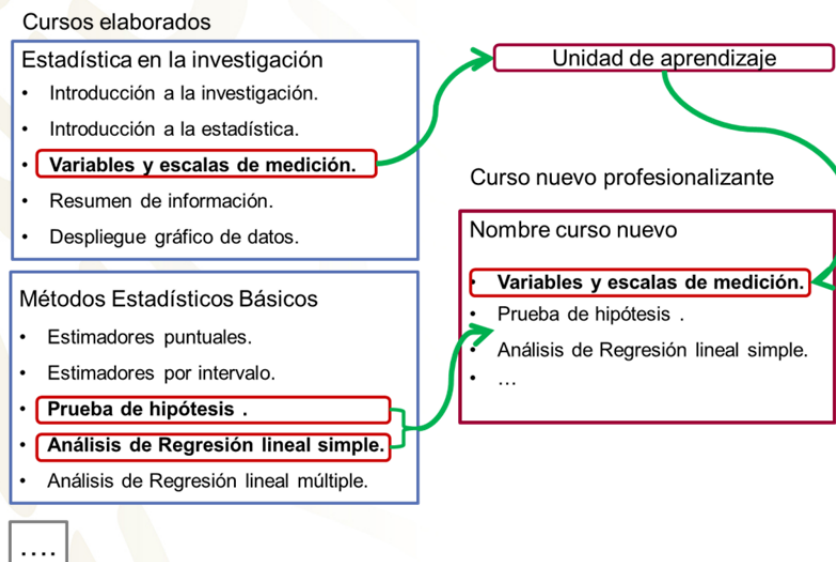 Cursos elaborados
Estadística en la investigación
• Introducción a la investigación.
• Introducción a la estadística.
• Variables y escalas de medición.
• Resumen de información.
• Despliegue gráfico de datos.
Métodos Estadísticos Básicos
• Estimadores puntuales.
• Estimadores por intervalo.
• Prueba de hipótesis .
• Análisis de Regresión lineal simple.
• Análisis de Regresión lineal múltiple.
....
Unidad de aprendizaje
Curso nuevo profesionalizante
Nombre curso nuevo
• Variables y escalas de medición.
• Prueba de hipótesis .
• Análisis de Regresión lineal simple.
• …